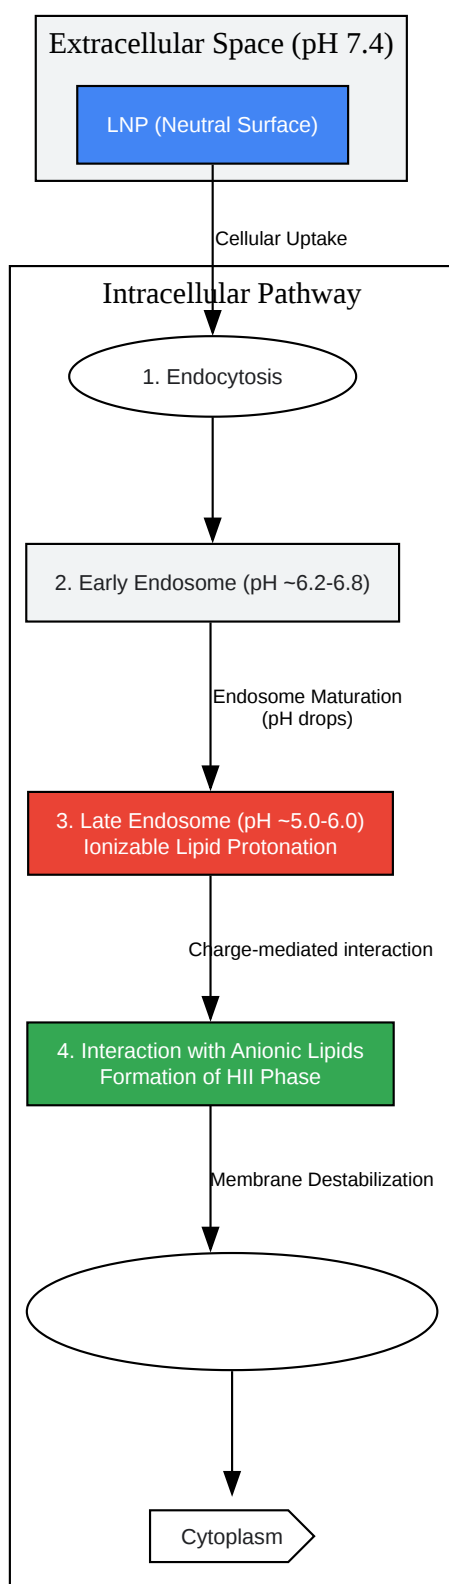 Extracellular Space (pH 7.4)
LNP (Neutral Surface)
Cellular Uptake
Intracellular Pathway
1. Endocytosis
2. Early Endosome (pH ~6.2-6.8)
Endosome Maturation
(pH drops)
3. Late Endosome (pH ~5.0-6.0)
Ionizable Lipid Protonation
Charge-mediated interaction
4. Interaction with Anionic Lipids
Formation of HII Phase
Membrane Destabilization
Cytoplasm